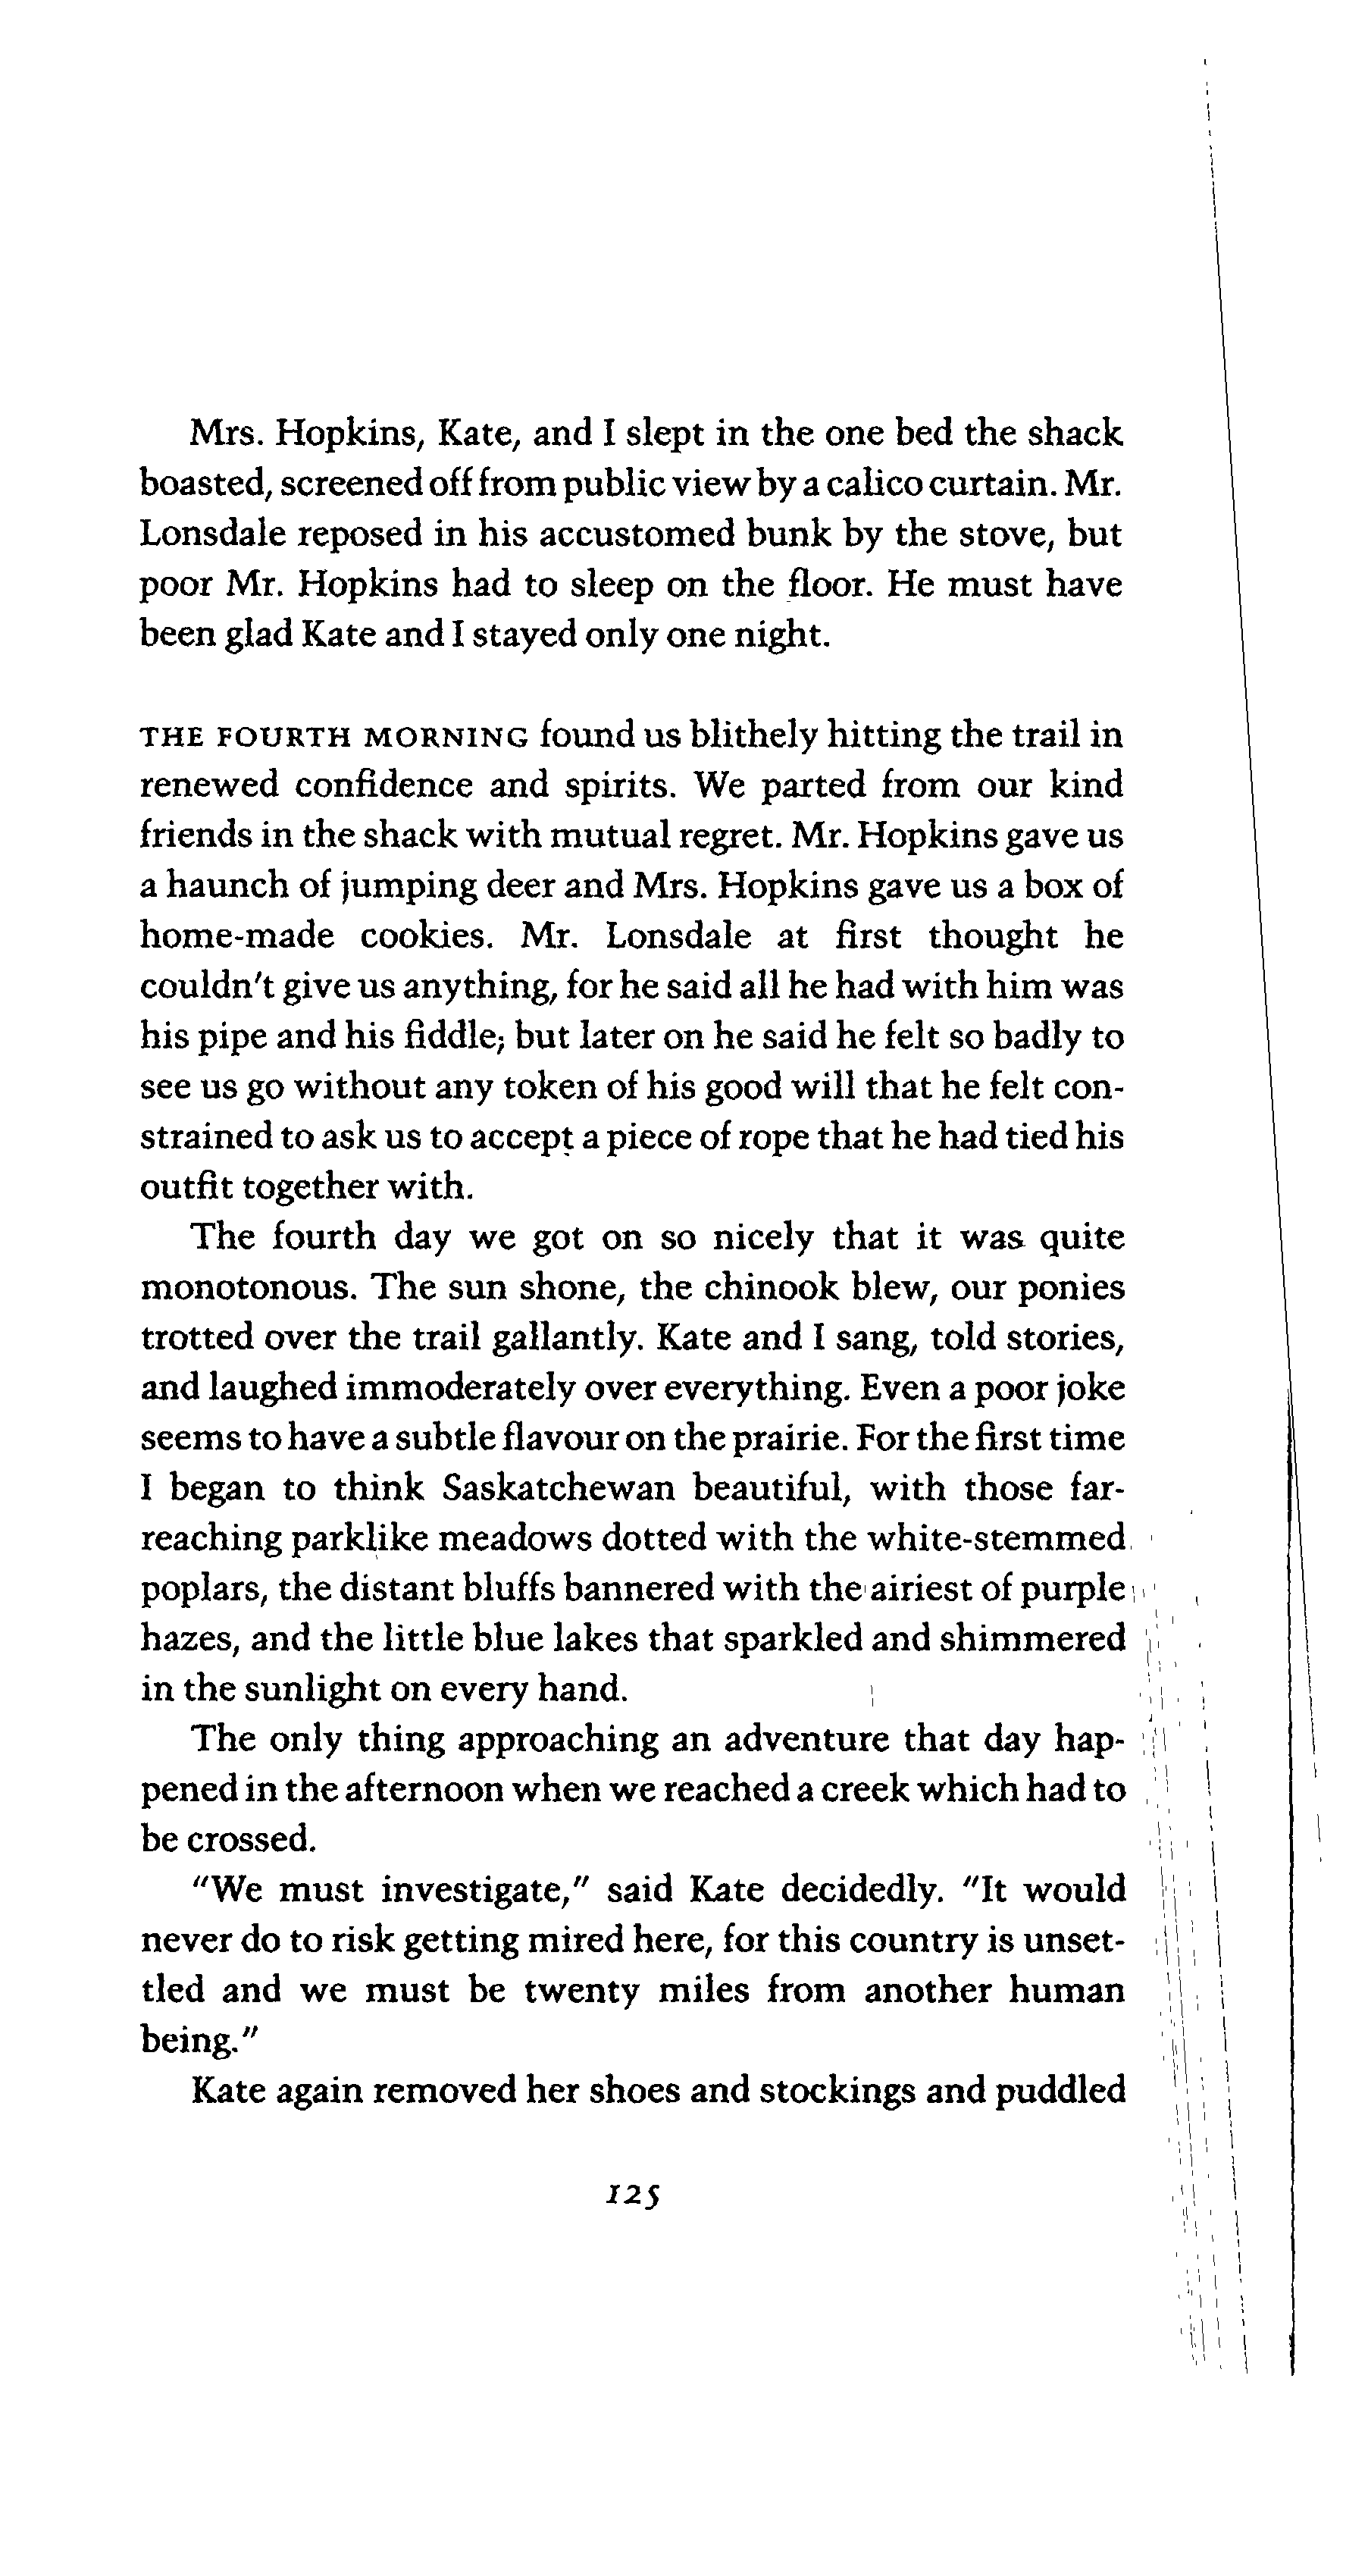 Mrs. Hopkins, Kate, and I slept in the one bed the shack
boasted, screened off from public view by a calico curtain. Mr.
Lonsdale reposed in his accustomed bunk by the stove, but
poor Mr. Hopkins had to sleep on the floor. He must have
been glad Kate and I stayed only one night.
THE FOURTH MORNING found us blithely hitting the trail in
renewed confidence and spirits. We parted from our kind
friends in the shack with mutual regret. Mr. Hopkins gave us
a haunch of jumping deer and Mrs. Hopkins gave us a box of
home-made cookies. Mr. Lonsdale at first thought he
couldn't give us anything, for he said all he had with him was
his pipe and his fiddle; but later on he said he felt so badly to
see us go without any token of his good will that he felt con-
strained to ask us to accept a piece of rope that he had tied his
outfit together with.
The fourth day we got on so nicely that it was quite
monotonous. The sun shone, the chinook blew, our ponies
trotted over the trail gallantly. Kate and I sang, told stories,
and laughed immoderately over everything. Even a poor joke
seems to have a subtle flavour on the prairie. For the first time
I began to think Saskatchewan beautiful, with those far-
reaching parklike meadows dotted with the white-stemmed
poplars, the distant bluffs bannered with the airiest of purple
hazes, and the little blue lakes that sparkled and shimmered
in the sunlight on every hand.
The only thing approaching an adventure that day hap-
pened in the afternoon when we reached a creek which had to
be crossed.
"We must investigate," said Kate decidedly. "It would
never do to risk getting mired here, for this country is unset-
tled and we must be twenty miles from another human
being."
Kate again removed her shoes and stockings and puddled
125